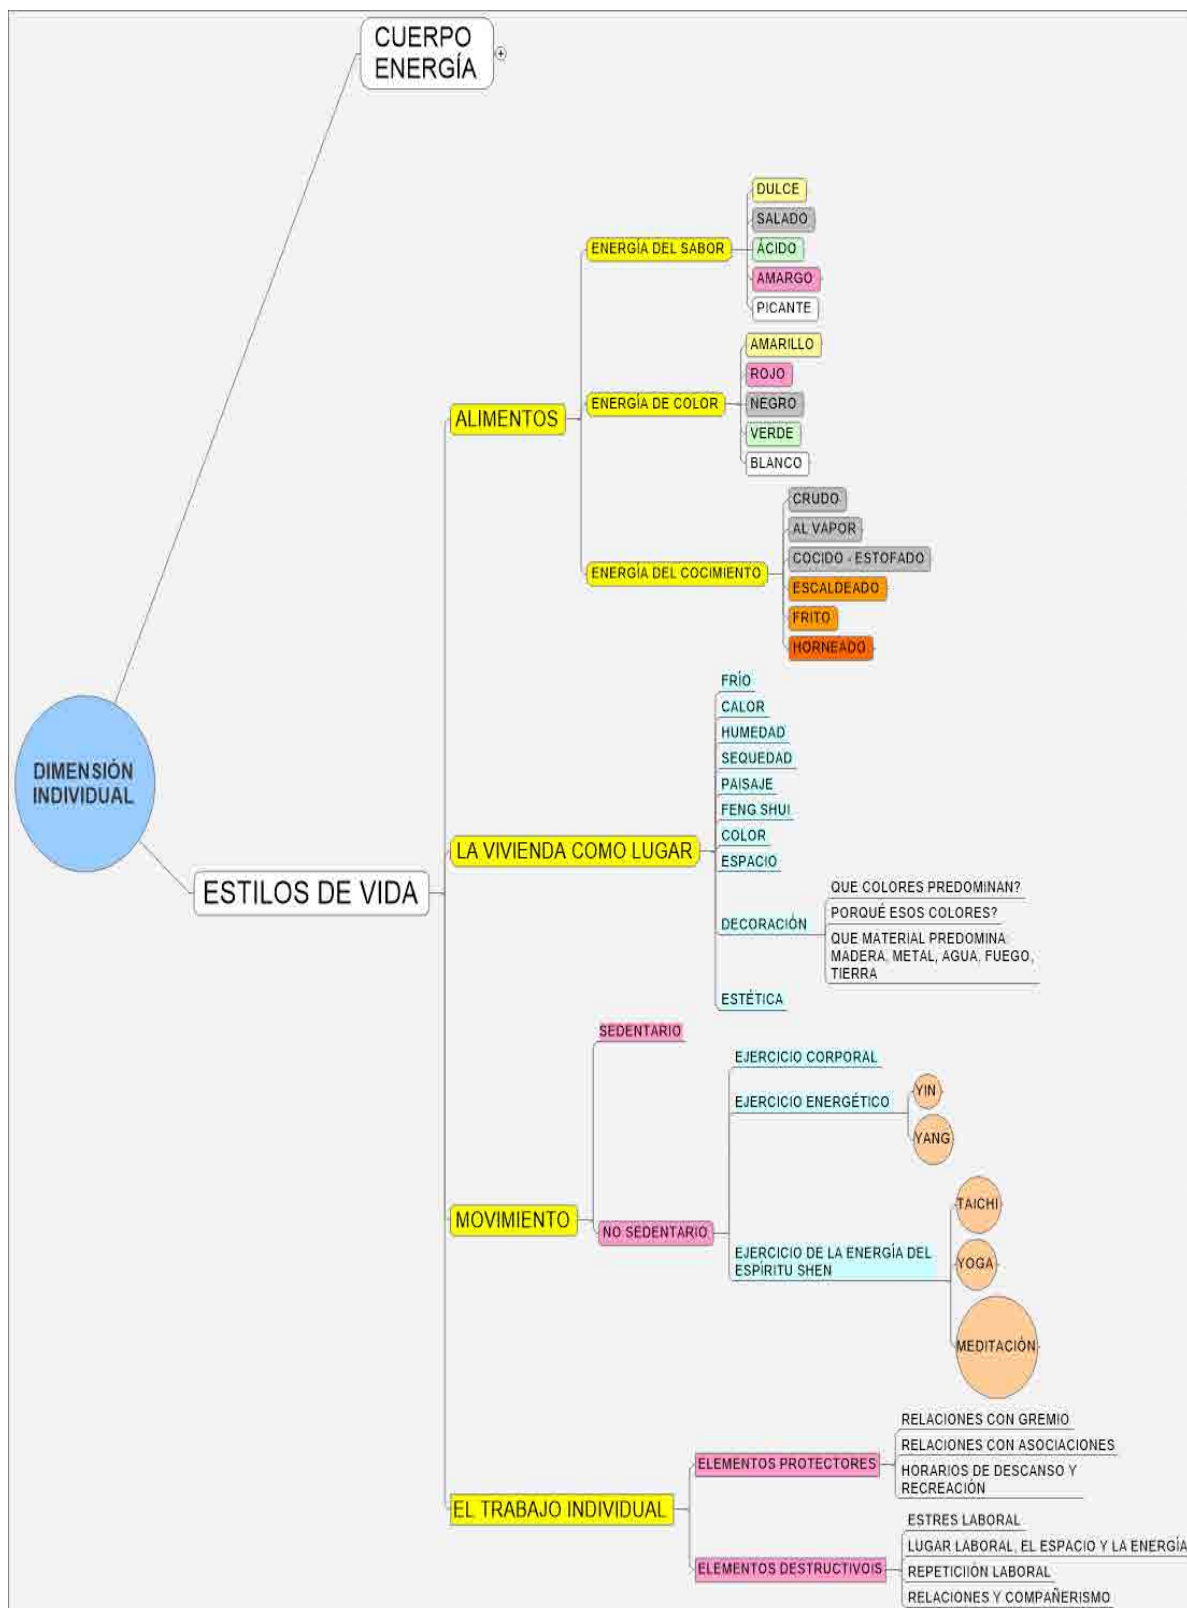 CUERPO
ENERGÍA
DIMENSIÓN
INDIVIDUAL
ESTILOS DE VIDA
ALIMENTOS
ENERGÍA DEL SABOR
DULCE
SALADO
ÁCIDO
AMARGO
PICANTE
ENERGÍA DE COLOR
AMARILLO
ROJO
NEGRO
VERDE
BLANCO
ENERGÍA DEL COCIMIENTO
CRUDO
AL VAPOR
COCIDO - ESTOFADO
ESCALDEADO
FRITO
HORNEADO
LA VIVIENDA COMO LUGAR
FRÍO
CALOR
HUMEDAD
SEQUEDAD
PAISAJE
FENG SHUI
COLOR
ESPACIO
DECORACIÓN
QUE COLORES PREDOMINAN?
PORQUÉ ESOS COLORES?
QUE MATERIAL PREDOMINA:
MADERA, METAL, AGUA, FUEGO,
TIERRA
ESTÉTICA
MOVIMIENTO
SEDENTARIO
NO SEDENTARIO
EJERCICIO CORPORAL
EJERCICIO ENERGÉTICO
YIN
YANG
EJERCICIO DE LA ENERGÍA DEL
ESPÍRITU SHEN
TAICHI
YOGA
MEDITACIÓN
EL TRABAJO INDIVIDUAL
ELEMENTOS PROTECTORES
RELACIONES CON GREMIO
RELACIONES CON ASOCIACIONES
HORARIOS DE DESCANSO Y
RECREACIÓN
ELEMENTOS DESTRUCTIVOIS
ESTRES LABORAL
LUGAR LABORAL, EL ESPACIO Y LA ENERGÍA
REPETICIIÓN LABORAL
RELACIONES Y COMPAÑERISMO